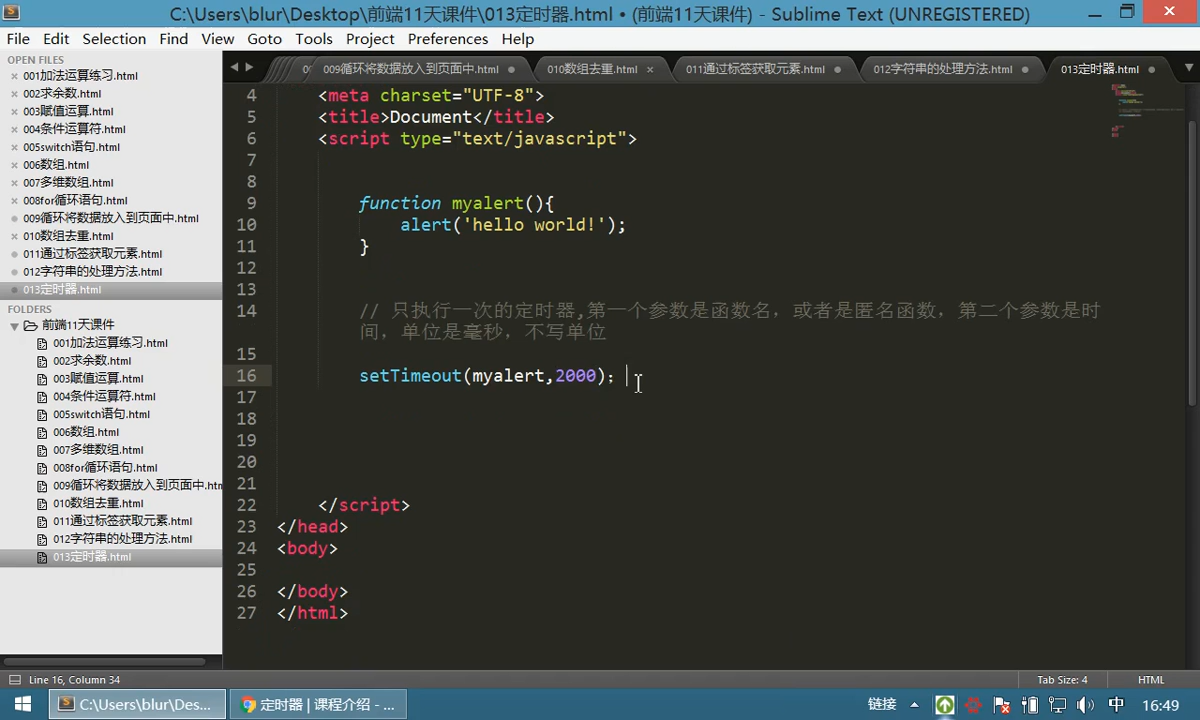 C:\Users\blur\Desktop\前端11天课件\013定时器.html • (前端11天课件) - Sublime Text (UNREGISTERED)
File Edit Selection Find View Goto Tools Project Preferences Help
OPEN FILES
001加法运算练习.html
002求余数.html
003赋值运算.html
004条件运算符.html
005switch语句.html
006数组.html
007多维数组.html
008for循环语句.html
009循环将数据放入到页面中.html
010数组去重.html
011通过标签获取元素.html
012字符串的处理方法.html
013定时器.html
FOLDERS
前端11天课件
001加法运算练习.html
002求余数.html
003赋值运算.html
004条件运算符.html
005switch语句.html
006数组.html
007多维数组.html
008for循环语句.html
009循环将数据放入到页面中.htm
010数组去重.html
011通过标签获取元素.html
012字符串的处理方法.html
013定时器.html
009循环将数据放入到页面中.html 010数组去重.html 011通过标签获取元素.html 012字符串的处理方法.html 013定时器.html
4 <meta charset="UTF-8">
5 <title>Document</title>
6 <script type="text/javascript">
7
8
9 function myalert(){
10 alert('hello world!');
11 }
12
13
14 // 只执行一次的定时器,第一个参数是函数名，或者是匿名函数，第二个参数是时
间，单位是毫秒，不写单位
15
16 setTimeout(myalert,2000);
17
18
19
20
21
22 </script>
23 </head>
24 <body>
25
26 </body>
27 </html>
Line 16, Column 34 Tab Size: 4 HTML
C:\Users\blur\Des... 定时器 | 课程介绍 - ... 链接 中 16:49